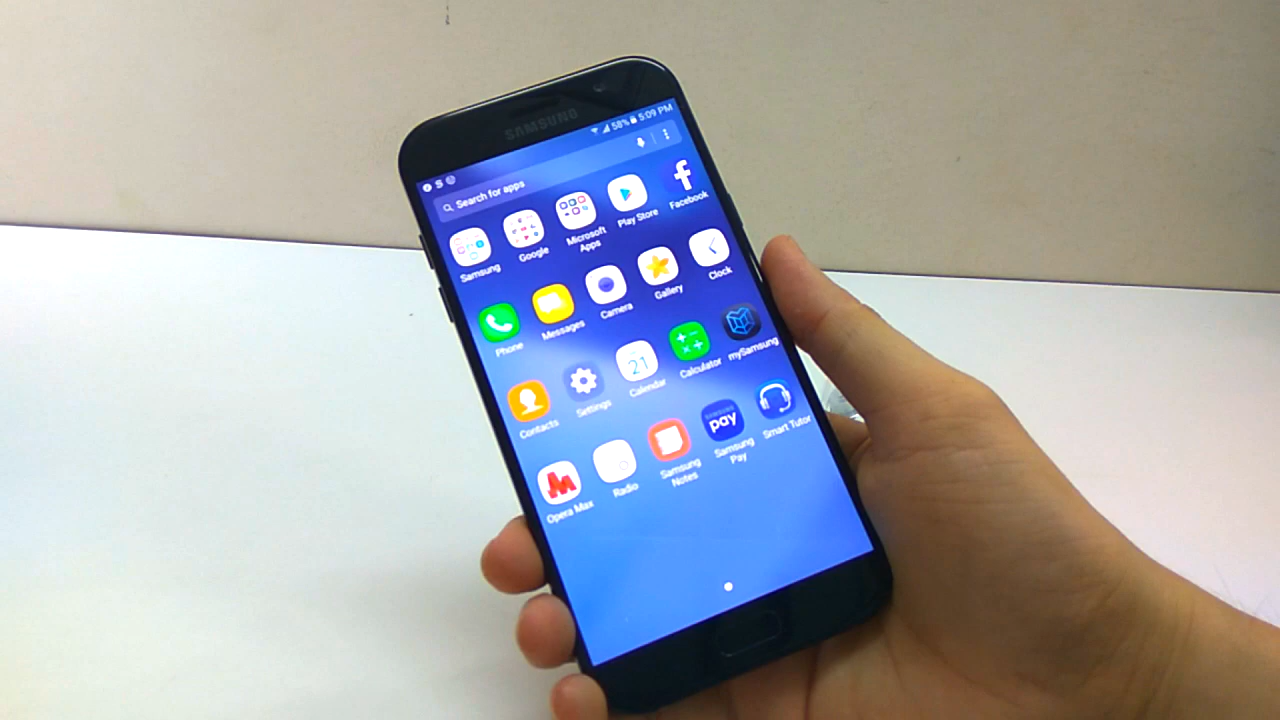 SAMSUNG
58% 5:09 PM
Search for apps
Samsung
Google
Microsoft
Apps
Play Store
Facebook
Phone
Messages
Camera
Gallery
Clock
Contacts
Settings
21
Calendar
Calculator
mySamsung
Opera Max
Radio
Samsung
Notes
SAMSUNG
pay
Samsung
Pay
Smart Tutor